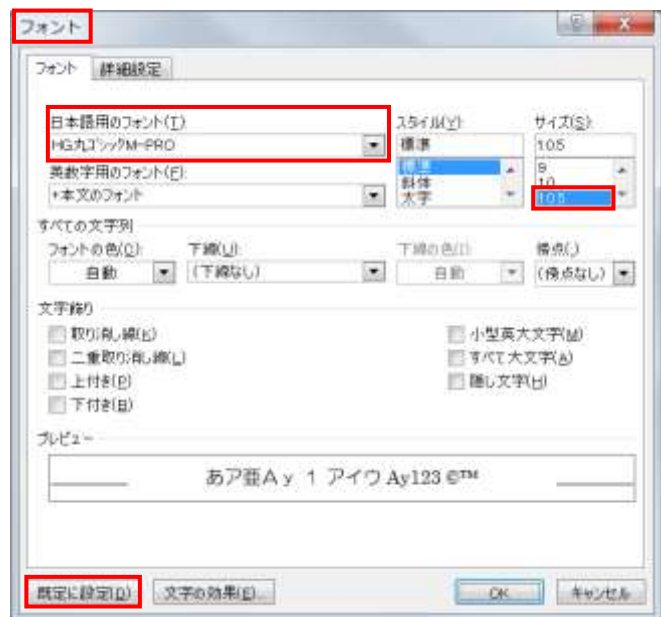 フォント
フォント 詳細設定
日本語用のフォント(T): スタイル(Y): サイズ(S):
HG丸ゴシックM-PRO 標準 10.5
英数字用のフォント(F): 標準 9
+本文のフォント 斜体 10
太字 10.5
すべての文字列
フォントの色(C): 下線(U): 下線の色(I): 傍点(_)
自動 (下線なし) 自動 (傍点なし)
文字飾り
取り消し線(K) 小型英大文字(M)
二重取り消し線(L) すべて大文字(A)
上付き(P) 隠し文字(H)
下付き(B)
プレビュー
あア亜Ay 1 アイウ Ay123 ©™
既定に設定(D) 文字の効果(E)... OK キャンセル